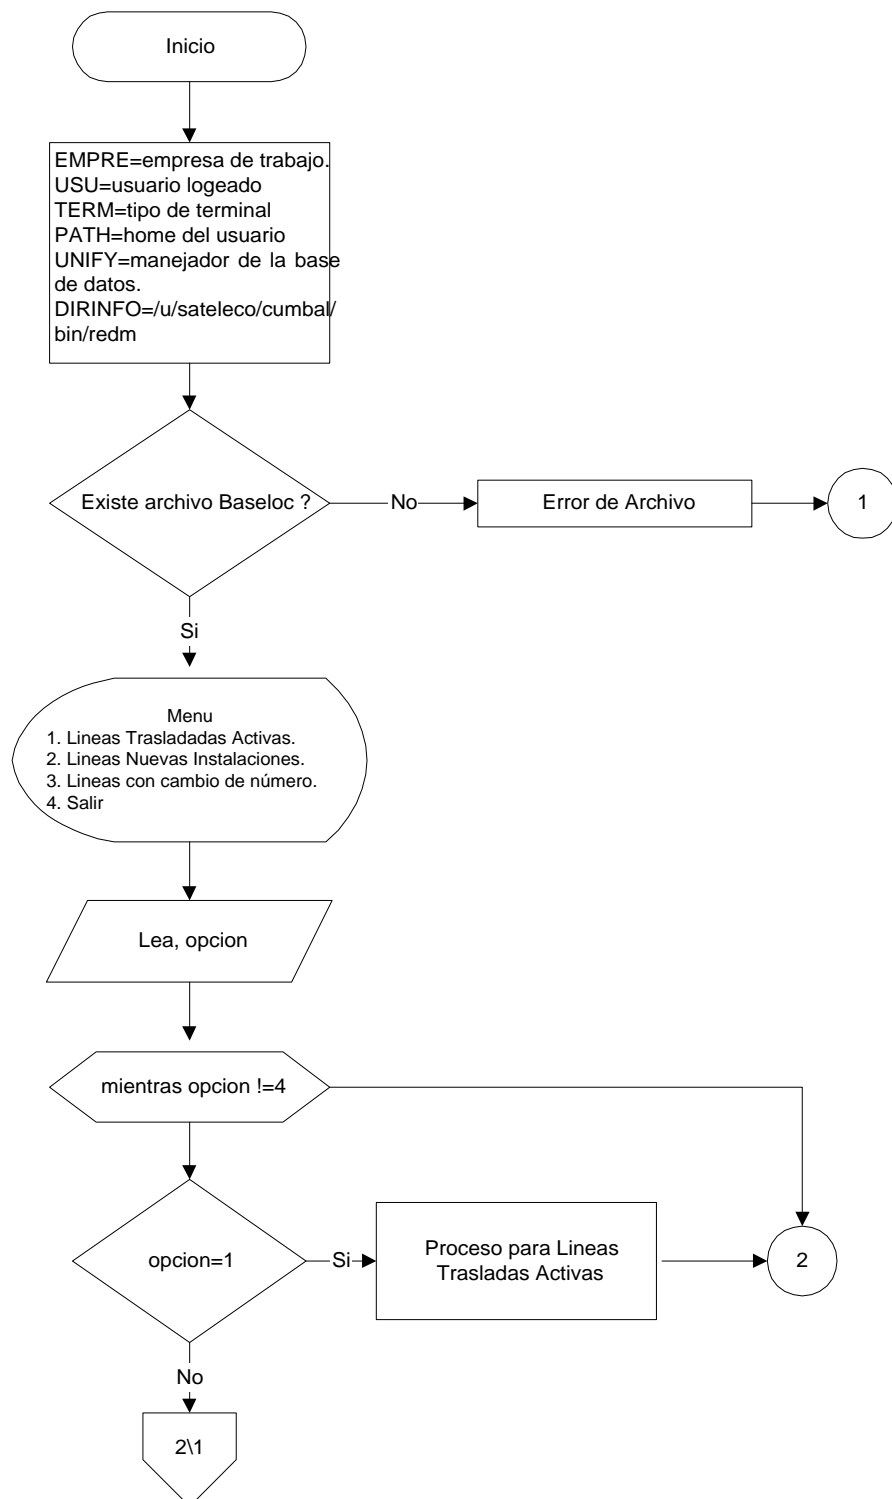 Inicio
EMPRE=empresa de trabajo.
USU=usuario logeado
TERM=tipo de terminal
PATH=home del usuario
UNIFY=manejador de la base
de datos.
DIRINFO=/u/sateleco/cumbal/
bin/redm
Existe archivo Baseloc ?
No
Error de Archivo
1
Si
Menu
1. Lineas Trasladadas Activas.
2. Lineas Nuevas Instalaciones.
3. Lineas con cambio de número.
4. Salir
Lea, opcion
mientras opcion !=4
opcion=1
Si
Proceso para Lineas
Trasladas Activas
2
No
2\1